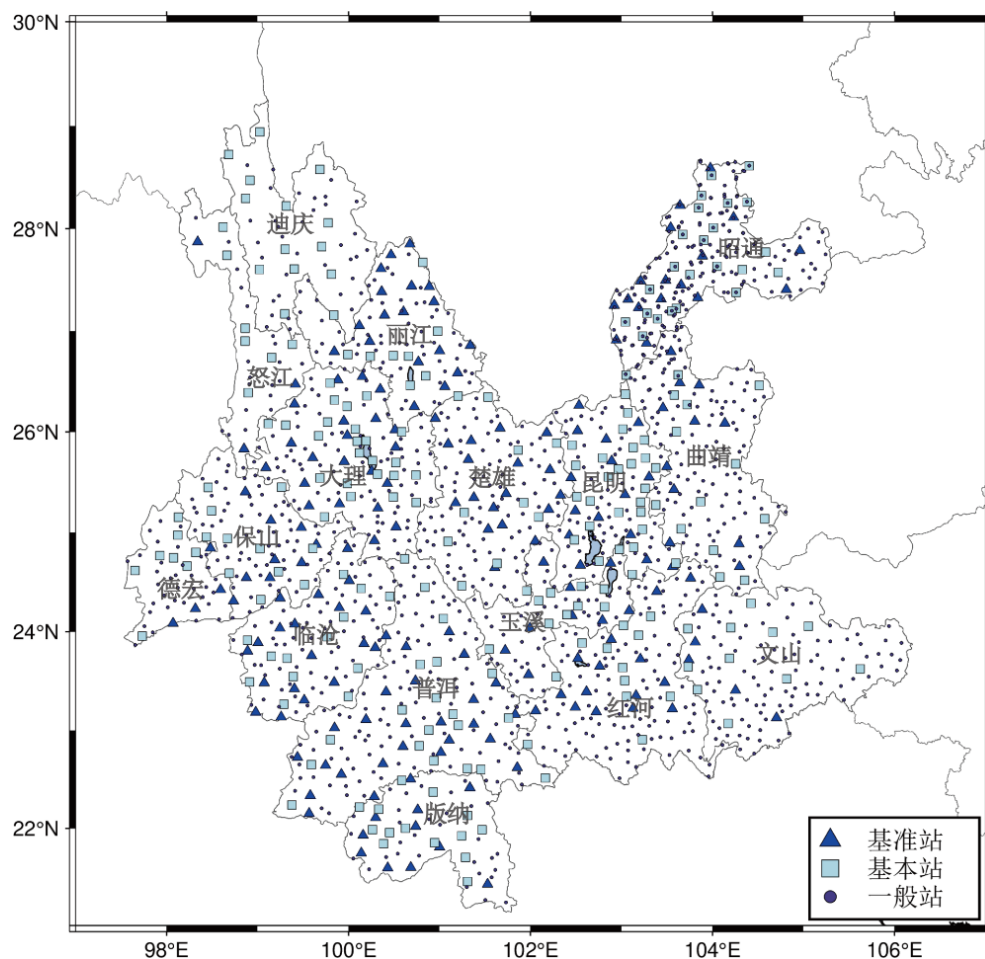 30°N
28°N
26°N
24°N
22°N
迪庆
昭通
丽江
怒江
曲靖
大理
楚雄
昆明
保山
德宏
玉溪
临沧
文山
普洱
红河
版纳
基准站
基本站
一般站
98°E
100°E
102°E
104°E
106°E